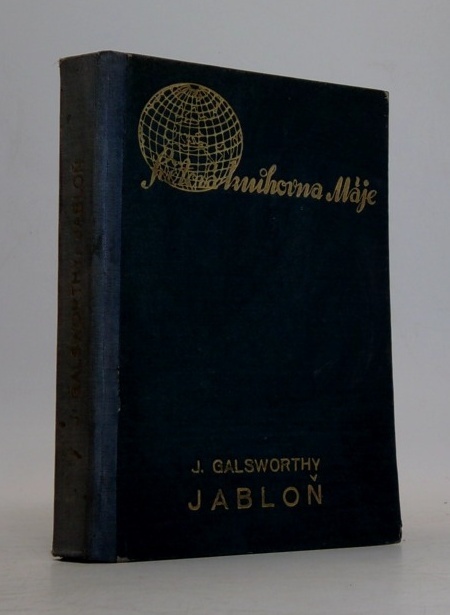 Světová knihovna Máje
J. GALSWORTHY
JABLOŇ
J. GALSWORTHY: JABLOŇ